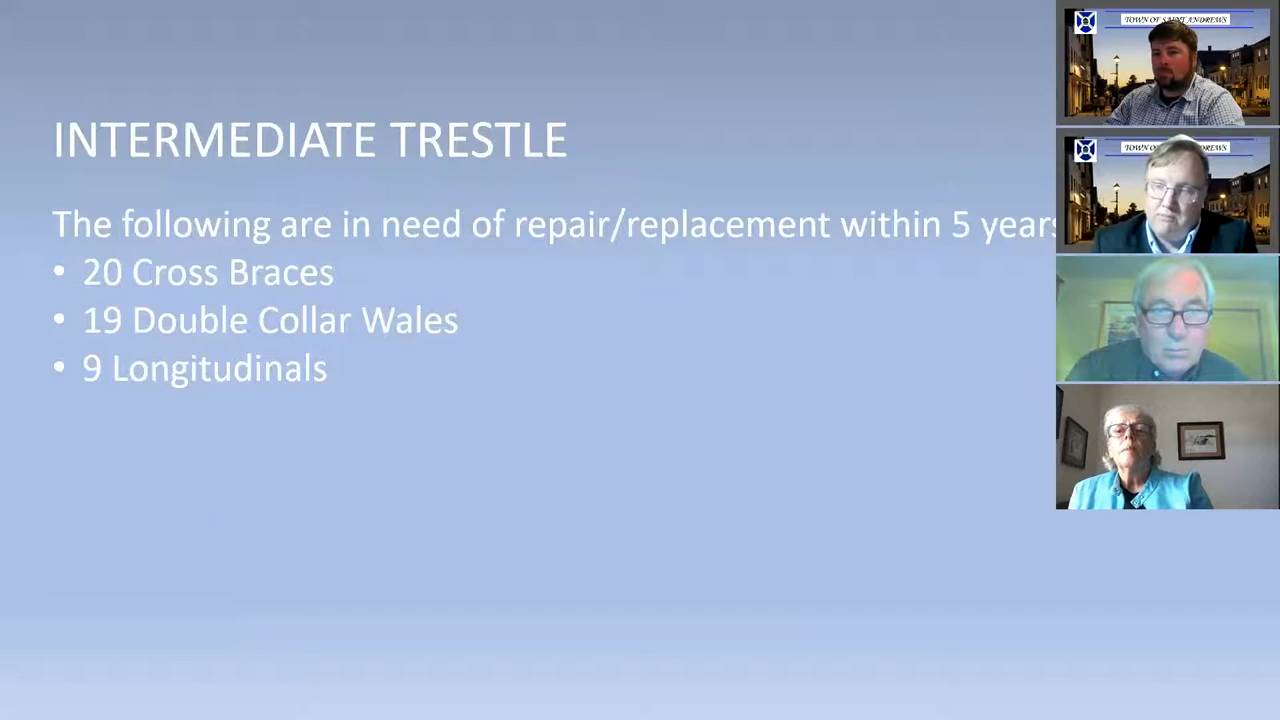 INTERMEDIATE TRESTLE
The following are in need of repair/replacement within 5 years
• 20 Cross Braces
• 19 Double Collar Wales
• 9 Longitudinals
TOWN OF SAINT ANDREWS